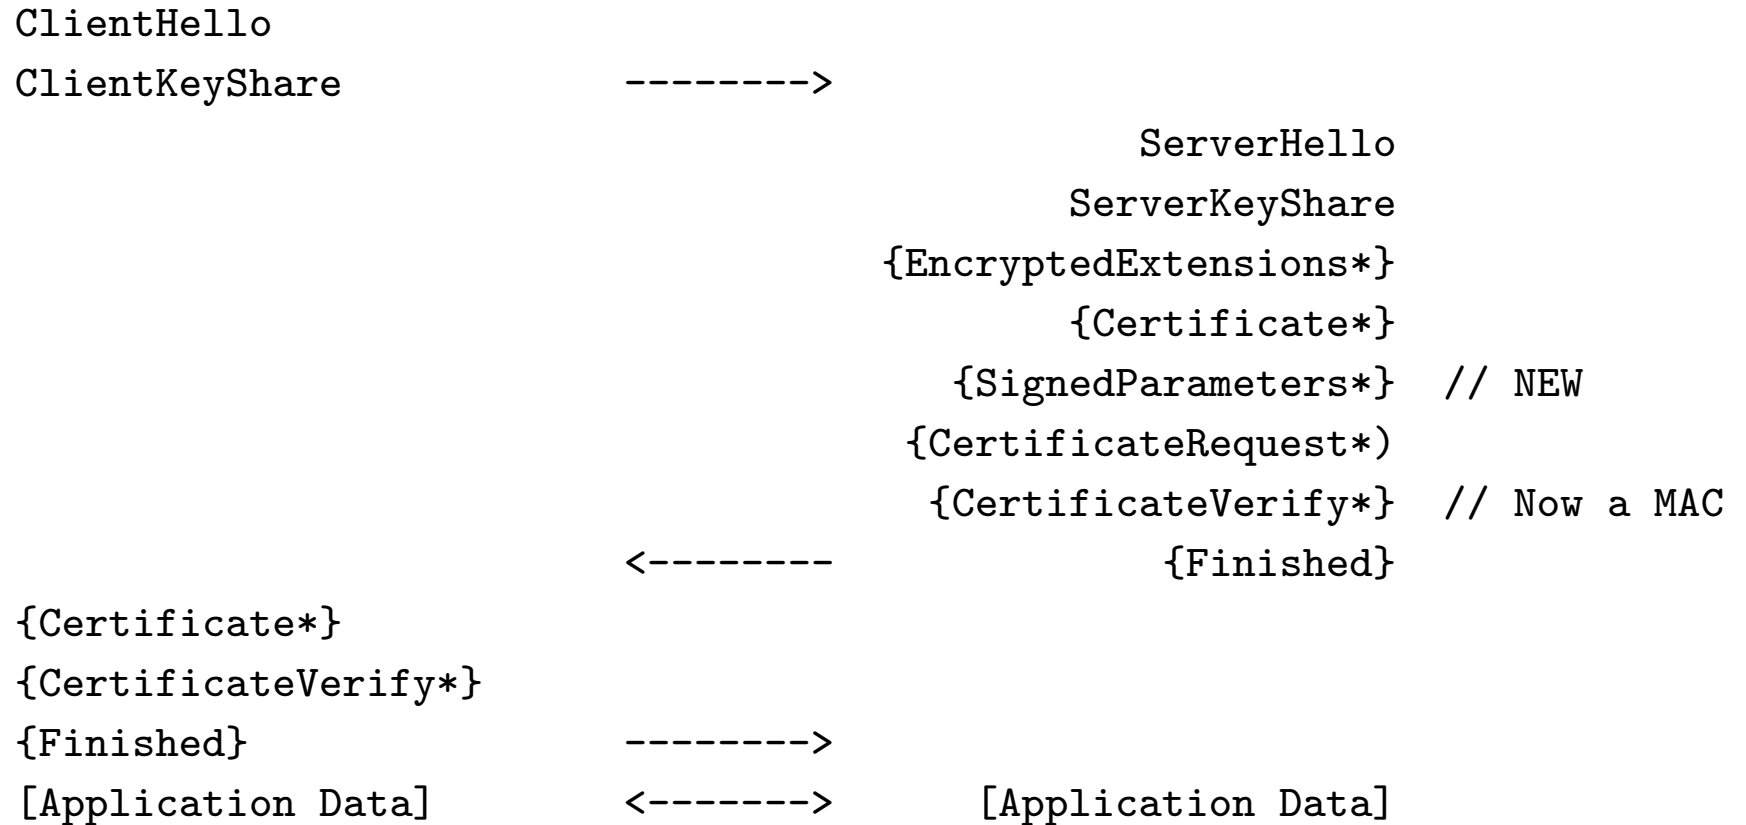 ClientHello
ClientKeyShare -------->
ServerHello
ServerKeyShare
{EncryptedExtensions*}
{Certificate*}
{SignedParameters*} // NEW
{CertificateRequest*)
{CertificateVerify*} // Now a MAC
<-------- {Finished}
{Certificate*}
{CertificateVerify*}
{Finished} -------->
[Application Data] <-------> [Application Data]